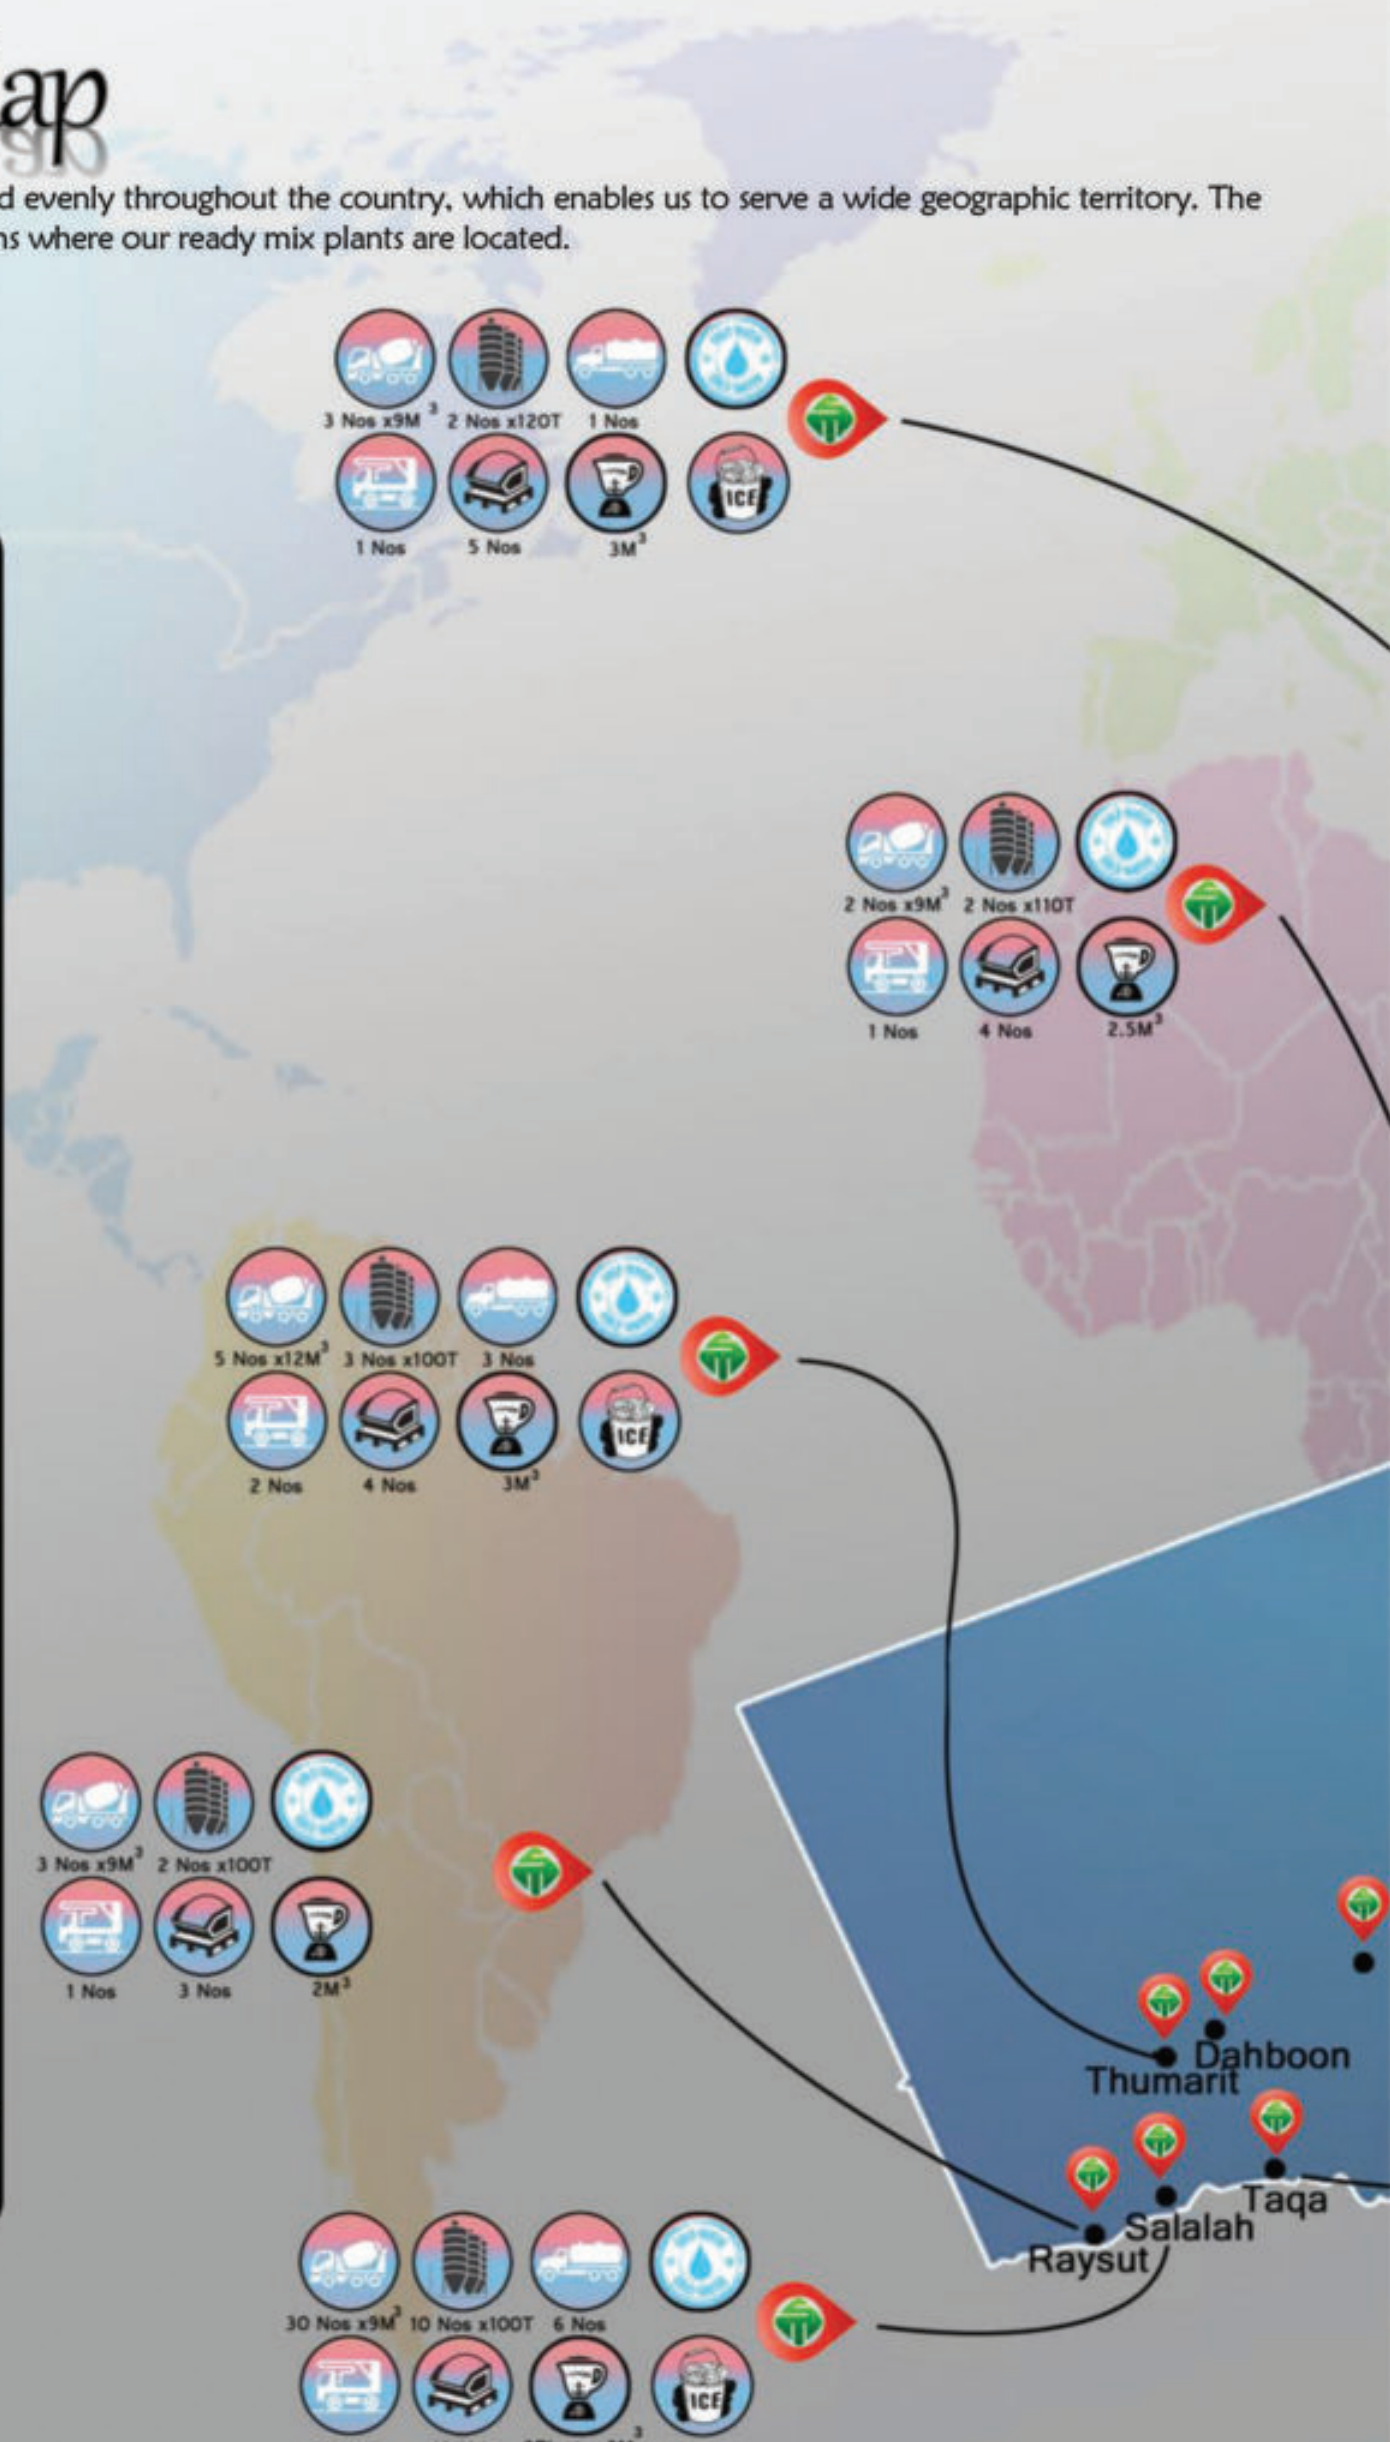 ap
d evenly throughout the country, which enables us to serve a wide geographic territory. The
ns where our ready mix plants are located.
3 Nos x9M³ 2 Nos x120T 1 Nos
ICE
1 Nos 5 Nos 3M³
2 Nos x9M³ 2 Nos x110T
1 Nos 4 Nos 2.5M³
5 Nos x12M³ 3 Nos x100T 3 Nos
ICE
2 Nos 4 Nos 3M³
3 Nos x9M³ 2 Nos x100T
1 Nos 3 Nos 2M³
Dahboon
Thumarit
Taqa
Salalah
Raysut
30 Nos x9M³ 10 Nos x100T 6 Nos
ICE